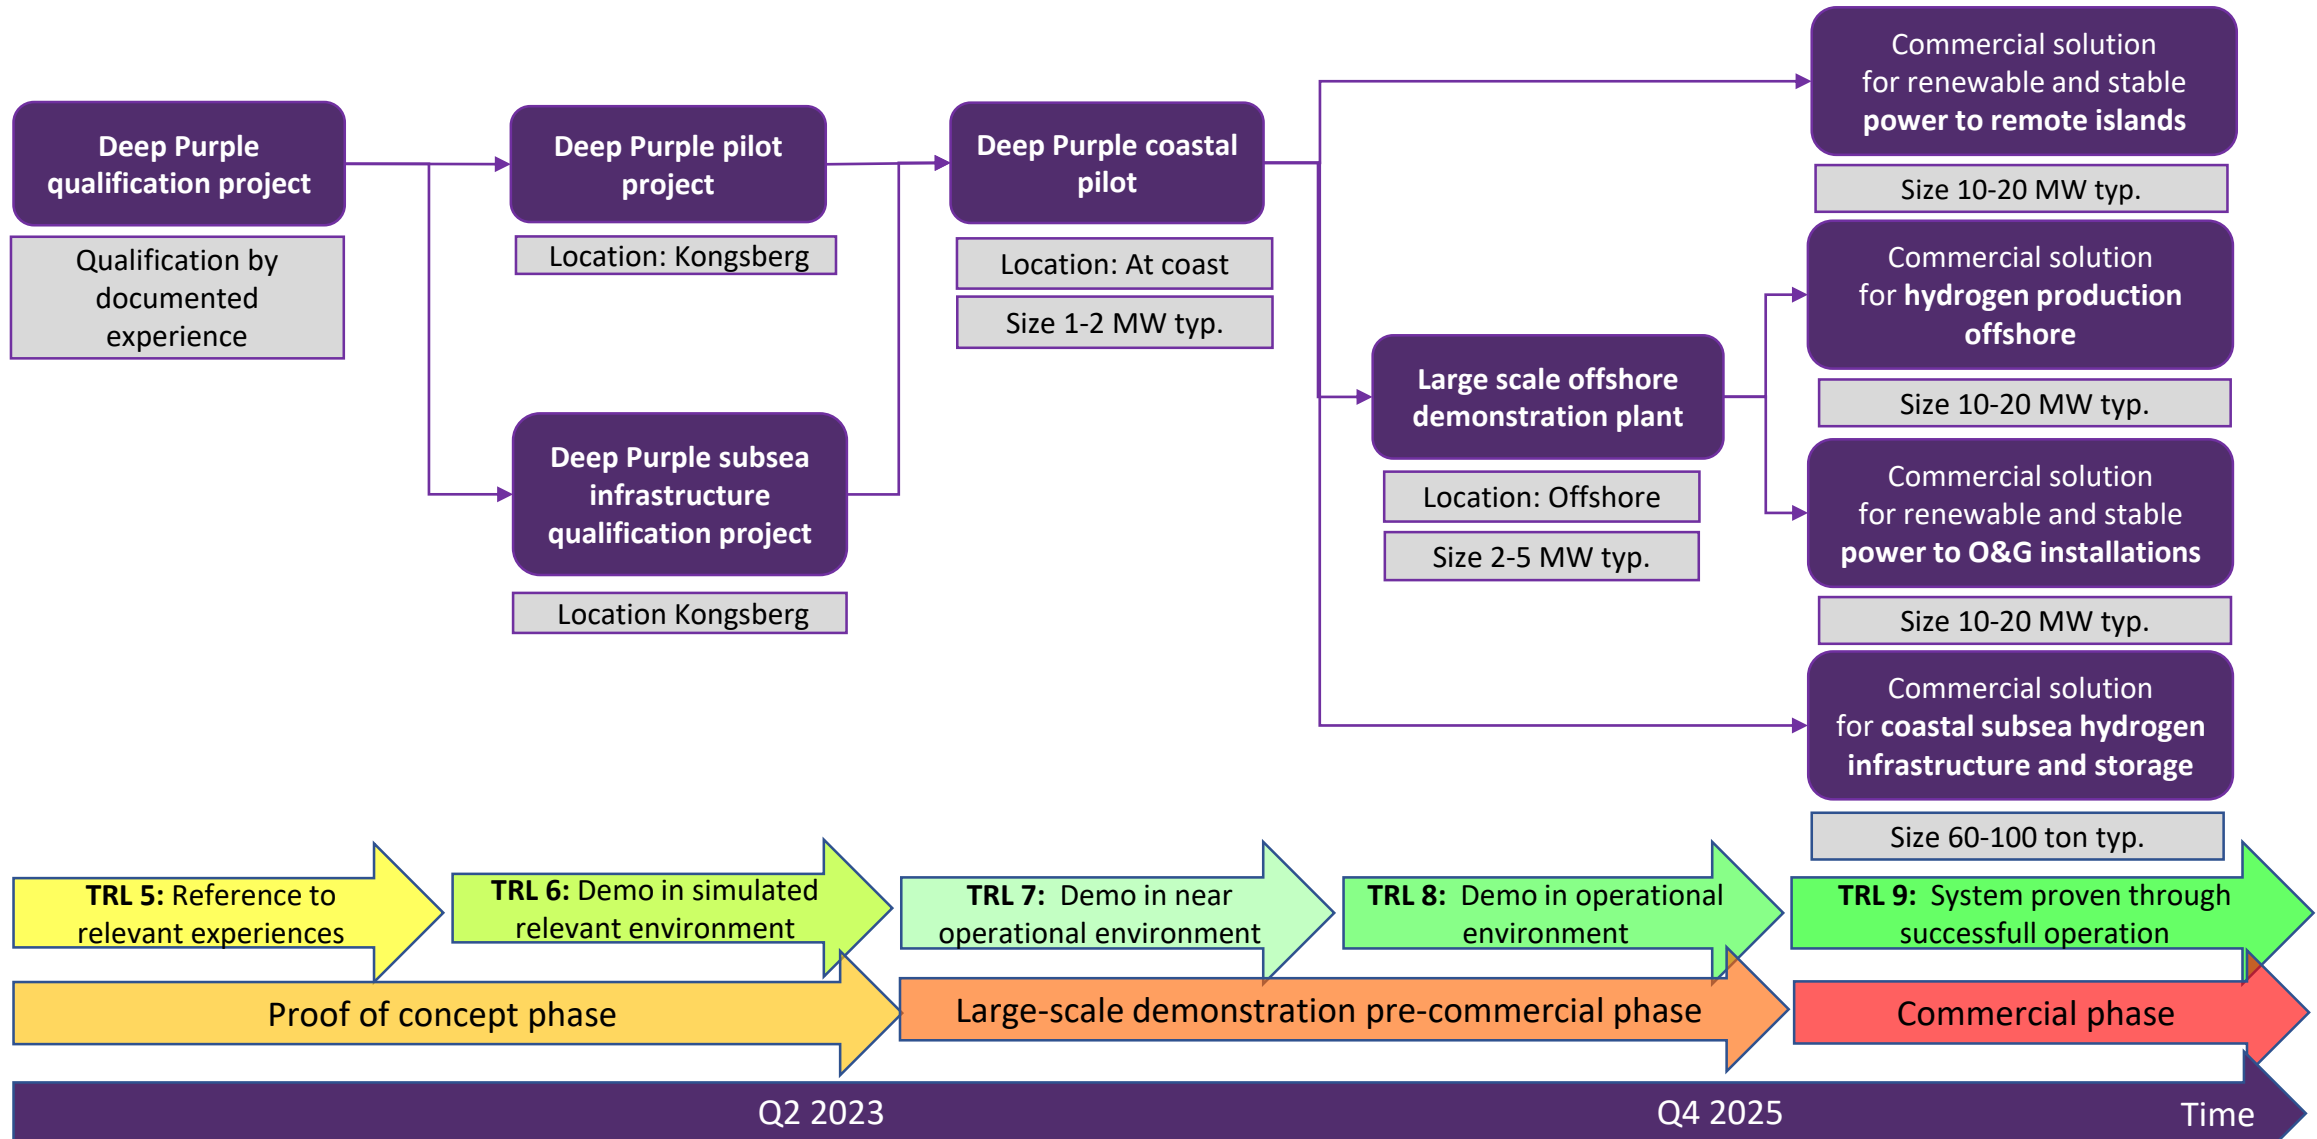 Deep Purple
qualification project
Qualification by
documented
experience
Deep Purple pilot
project
Location: Kongsberg
Deep Purple subsea
infrastructure
qualification project
Location Kongsberg
Deep Purple coastal
pilot
Location: At coast
Size 1-2 MW typ.
Large scale offshore
demonstration plant
Location: Offshore
Size 2-5 MW typ.
Commercial solution
for renewable and stable
power to remote islands
Size 10-20 MW typ.
Commercial solution
for hydrogen production
offshore
Size 10-20 MW typ.
Commercial solution
for renewable and stable
power to O&G installations
Size 10-20 MW typ.
Commercial solution
for coastal subsea hydrogen
infrastructure and storage
Size 60-100 ton typ.
TRL 5: Reference to
relevant experiences
TRL 6: Demo in simulated
relevant environment
TRL 7: Demo in near
operational environment
TRL 8: Demo in operational
environment
TRL 9: System proven through
successfull operation
Proof of concept phase
Large-scale demonstration pre-commercial phase
Commercial phase
Q2 2023
Q4 2025
Time